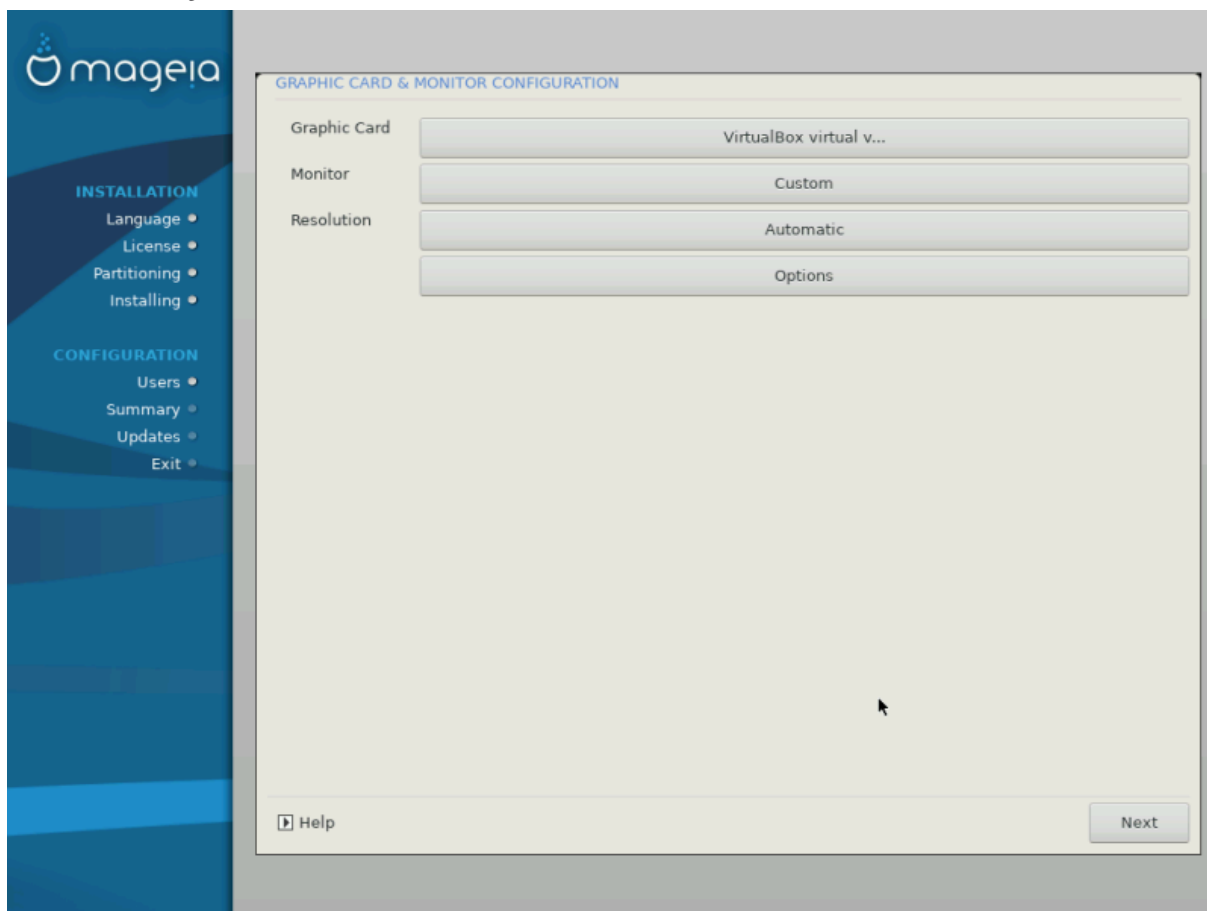 mageia
INSTALLATION
Language
License
Partitioning
Installing
CONFIGURATION
Users
Summary
Updates
Exit
GRAPHIC CARD & MONITOR CONFIGURATION
Graphic Card
VirtualBox virtual v...
Monitor
Custom
Resolution
Automatic
Options
Help
Next